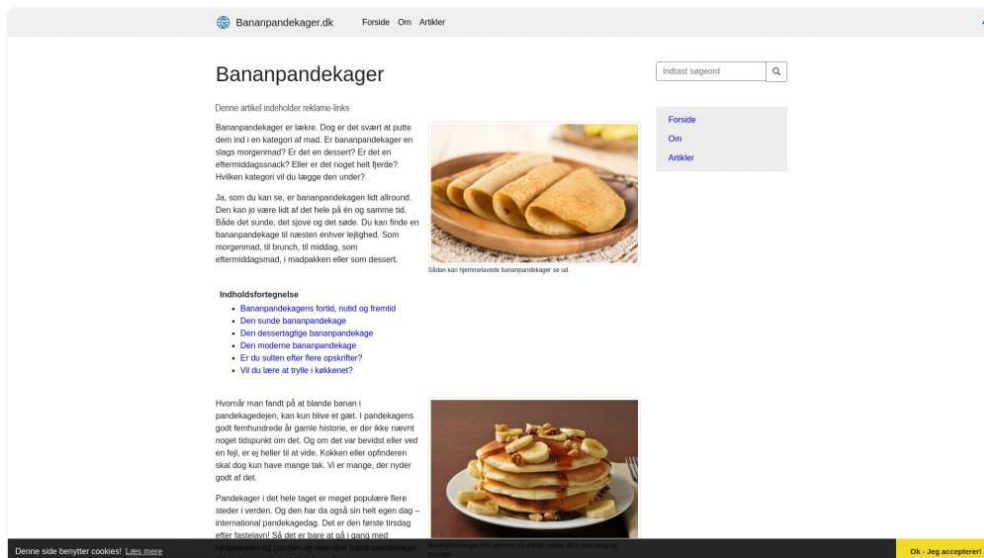 Bananpandekager.dk
Forside Om Artikler
Bananpandekager
Indtast søgeord
Denne artikel indeholder reklame-links
Bananpandekager er lækre. Dog er det svært at putte
dem ind i en kategori af mad. Er bananpandekager en
slags morgenmad? Er det en dessert? Er det en
eftermiddagssnack? Eller er det noget helt fjerde?
Hvilken kategori vil du lægge den under?
Ja, som du kan se, er bananpandekagen lidt allround.
Den kan jo være lidt af det hele på én og samme tid.
Både det sunde, det sjove og det søde. Du kan finde en
bananpandekage til næsten enhver lejlighed. Som
morgenmad, til brunch, til middag, som
eftermiddagsmad, i madpakken eller som dessert.
Sådan kan hjemmelavede bananpandekager se ud.
Forside
Om
Artikler
Indholdsfortegnelse
Bananpandekagens fortid, nutid og fremtid
Den sunde bananpandekage
Den dessertagtige bananpandekage
Den moderne bananpandekage
Er du sulten efter flere opskrifter?
Vil du lære at trylle i køkkenet?
Hvornår man fandt på at blande banan i
pandekagedejen, kan kun blive et gæt. I pandekagens
godt femhundrede år gamle historie, er der ikke nævnt
noget tidspunkt om det. Og om det var bevidst eller ved
en fejl, er ej heller til at vide. Kokken eller opfinderen
skal dog kun have mange tak. Vi er mange, der nyder
godt af det.
Pandekager i det hele taget er meget populære flere
steder i verden. Og den har da også sin helt egen dag –
international pandekagedag. Det er den første tirsdag
efter fastelavn! Så det er bare at gå i gang med
Denne side benytter cookies! Læs mere
Ok - Jeg accepterer!